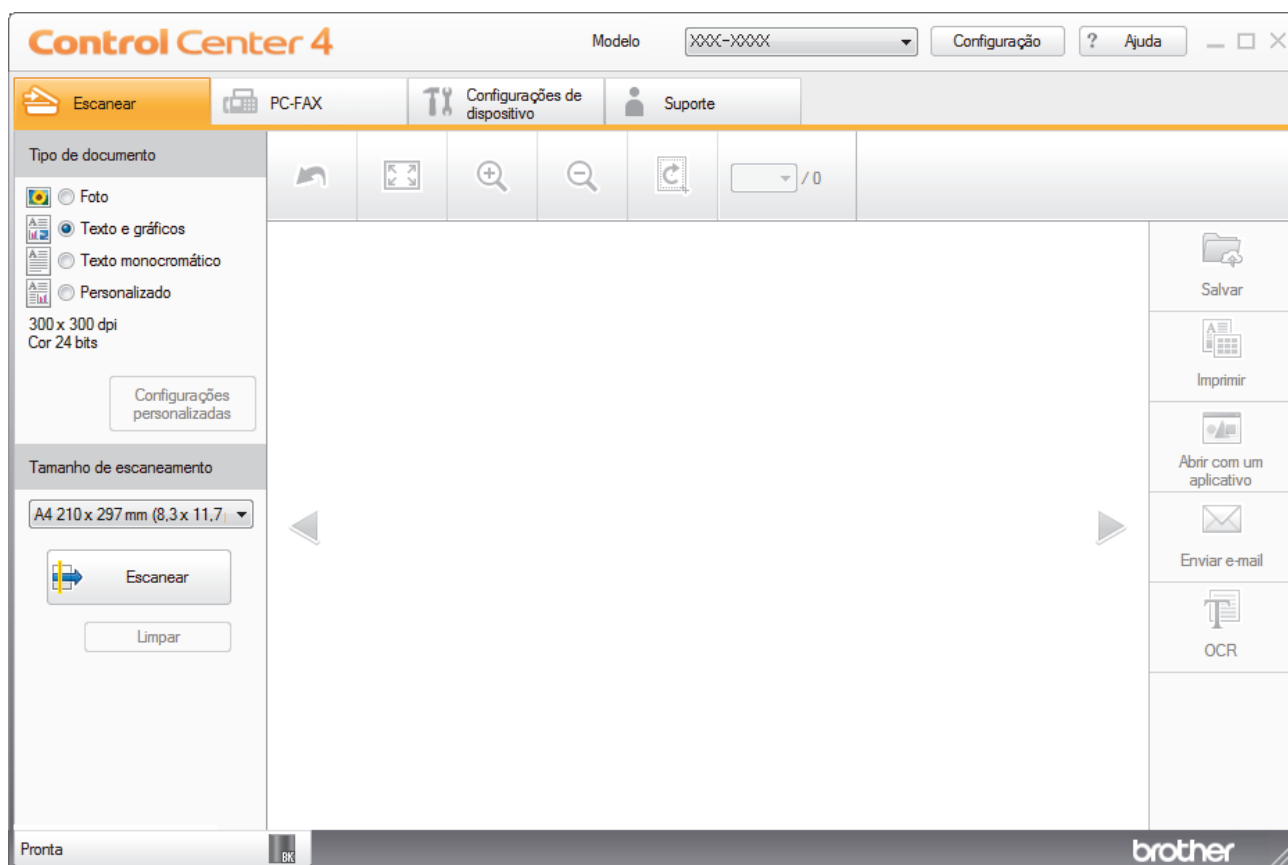 Control Center 4
Modelo
XXX-XXXX
Configuração
? Ajuda
Escanear
PC-FAX
Configurações de
dispositivo
Suporte
Tipo de documento
Foto
Texto e gráficos
Texto monocromático
Personalizado
300 x 300 dpi
Cor 24 bits
Configurações
personalizadas
Tamanho de escaneamento
A4 210 x 297 mm (8,3 x 11,7
Escanear
Limpar
/ 0
Salvar
Imprimir
Abrir com um
aplicativo
Enviar e-mail
OCR
Pronta
BK
brother